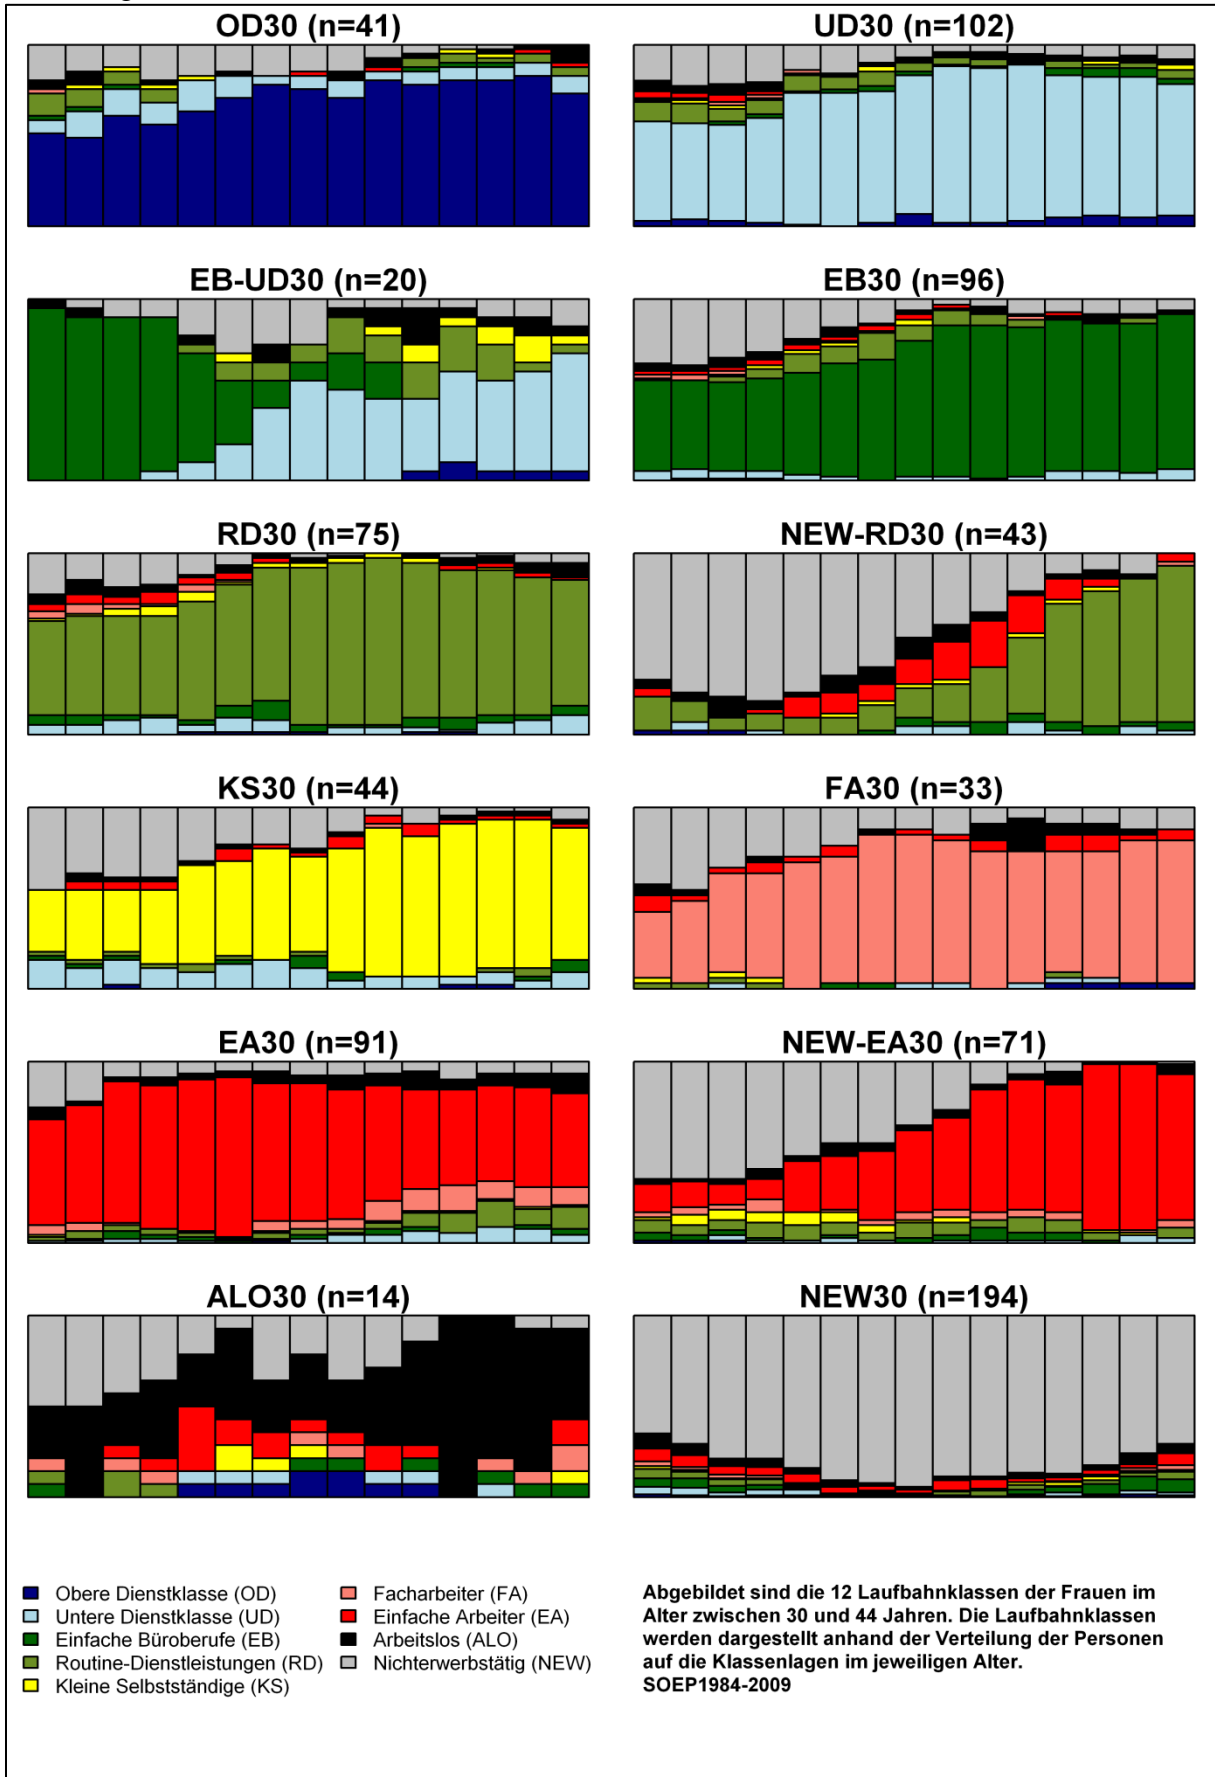 OD30 (n=41)
UD30 (n=102)
EB-UD30 (n=20)
EB30 (n=96)
RD30 (n=75)
NEW-RD30 (n=43)
KS30 (n=44)
FA30 (n=33)
EA30 (n=91)
NEW-EA30 (n=71)
ALO30 (n=14)
NEW30 (n=194)
Obere Dienstklasse (OD)
Untere Dienstklasse (UD)
Einfache Büroberufe (EB)
Routine-Dienstleistungen (RD)
Kleine Selbstständige (KS)
Facharbeiter (FA)
Einfache Arbeiter (EA)
Arbeitslos (ALO)
Nichterwerbstätig (NEW)
Abgebildet sind die 12 Laufbahnklassen der Frauen im
Alter zwischen 30 und 44 Jahren. Die Laufbahnklassen
werden dargestellt anhand der Verteilung der Personen
auf die Klassenlagen im jeweiligen Alter.
SOEP1984-2009